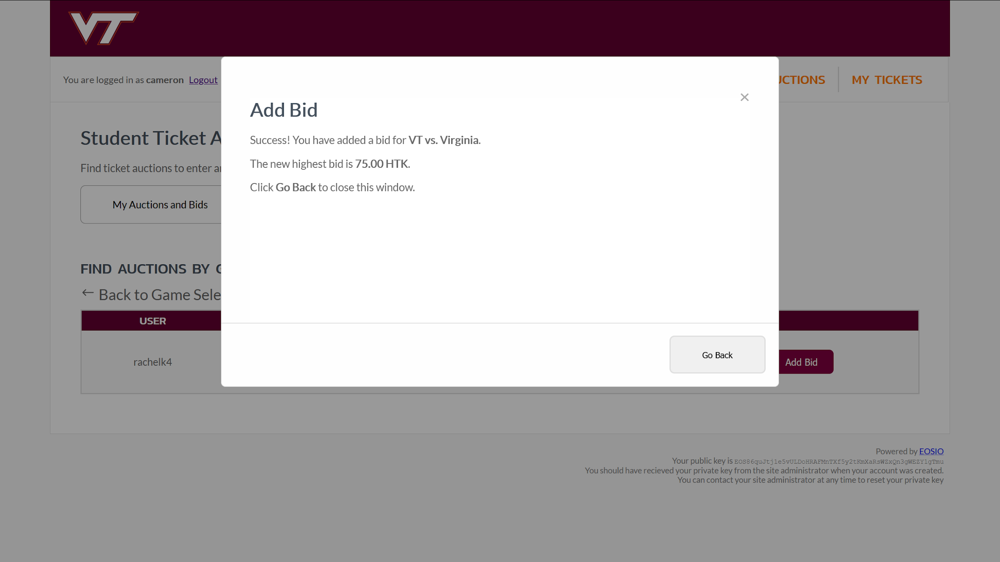 VT
You are logged in as cameron Logout
UCTIONS
MY TICKETS
Add Bid
Success! You have added a bid for VT vs. Virginia.
The new highest bid is 75.00 HTK.
Click Go Back to close this window.
Go Back
Student Ticket A
Find ticket auctions to enter
My Auctions and Bids
FIND AUCTIONS BY
← Back to Game Sele
USER
rachelk4
Add Bid
Powered by EOSIO
Your public key is EOS86quJtj1e5vULDoHRAFMnTXf5y2tKmXaRsWZxQn3gWEZY1gTmu
You should have recieved your private key from the site administrator when your account was created.
You can contact your site administrator at any time to reset your private key